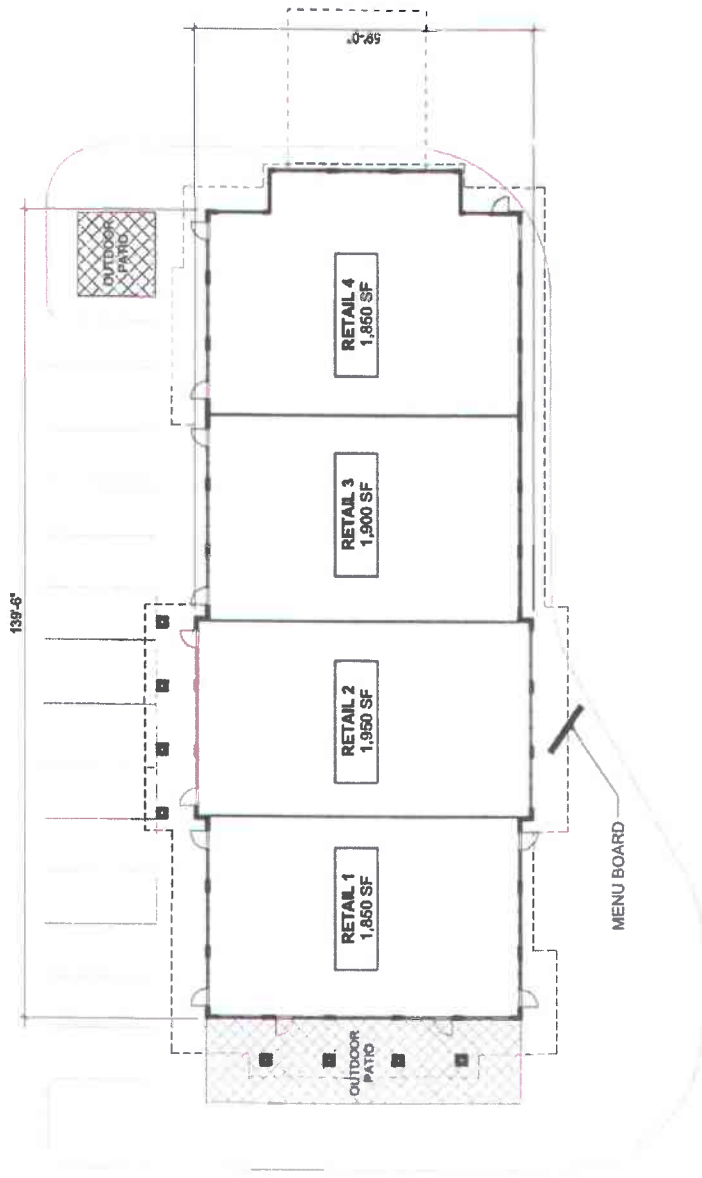 139'-6"
59'-0"
OUTDOOR
PATIO
RETAIL 1
1,850 SF
RETAIL 2
1,950 SF
RETAIL 3
1,900 SF
RETAIL 4
1,850 SF
OUTDOOR
PATIO
MENU BOARD